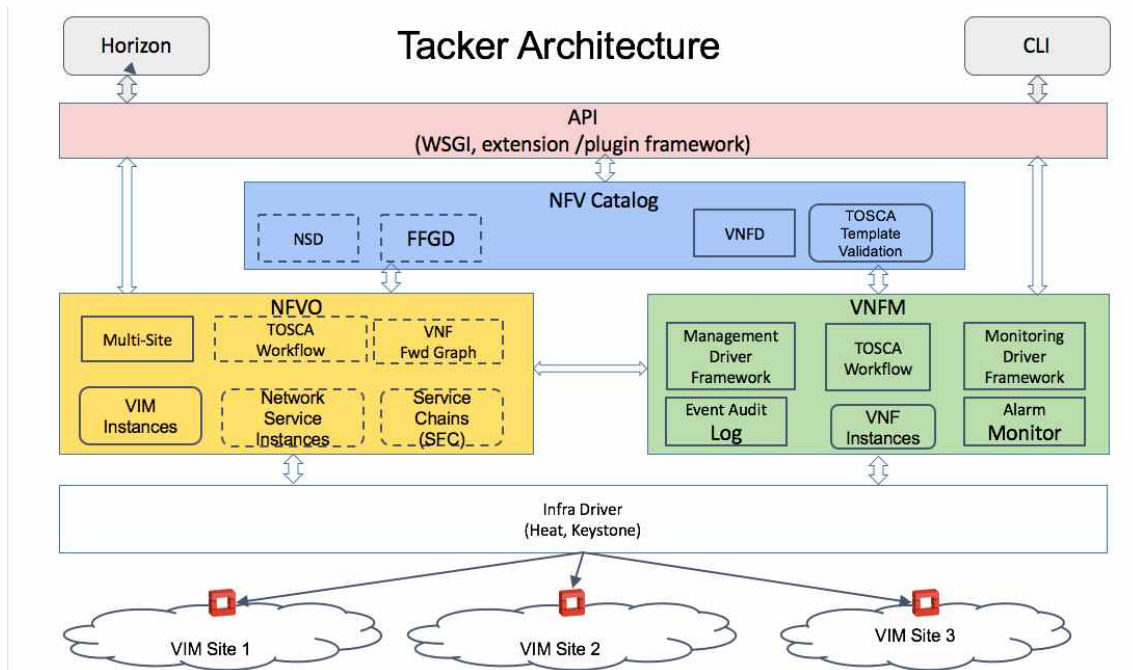 Horizon
Tacker Architecture
CLI
API
(WSGI, extension /plugin framework)
NFV Catalog
NSD
FFGD
VNFD
TOSCA
Template
Validation
NFVO
Multi-Site
TOSCA
Workflow
VNF
Fwd Graph
VIM
Instances
Network
Service
Instances
Service
Chains
(SEC)
VNFM
Management
Driver
Framework
TOSCA
Workflow
Monitoring
Driver
Framework
Event Audit
Log
VNF
Instances
Alarm
Monitor
Infra Driver
(Heat, Keystone)
VIM Site 1
VIM Site 2
VIM Site 3